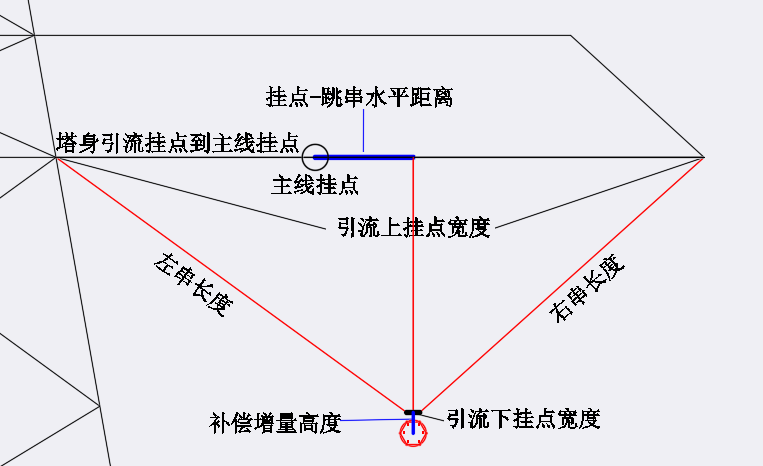 挂点-跳串水平距离
塔身引流挂点到主线挂点
主线挂点
引流上挂点宽度
左串长度
右串长度
补偿增量高度
引流下挂点宽度